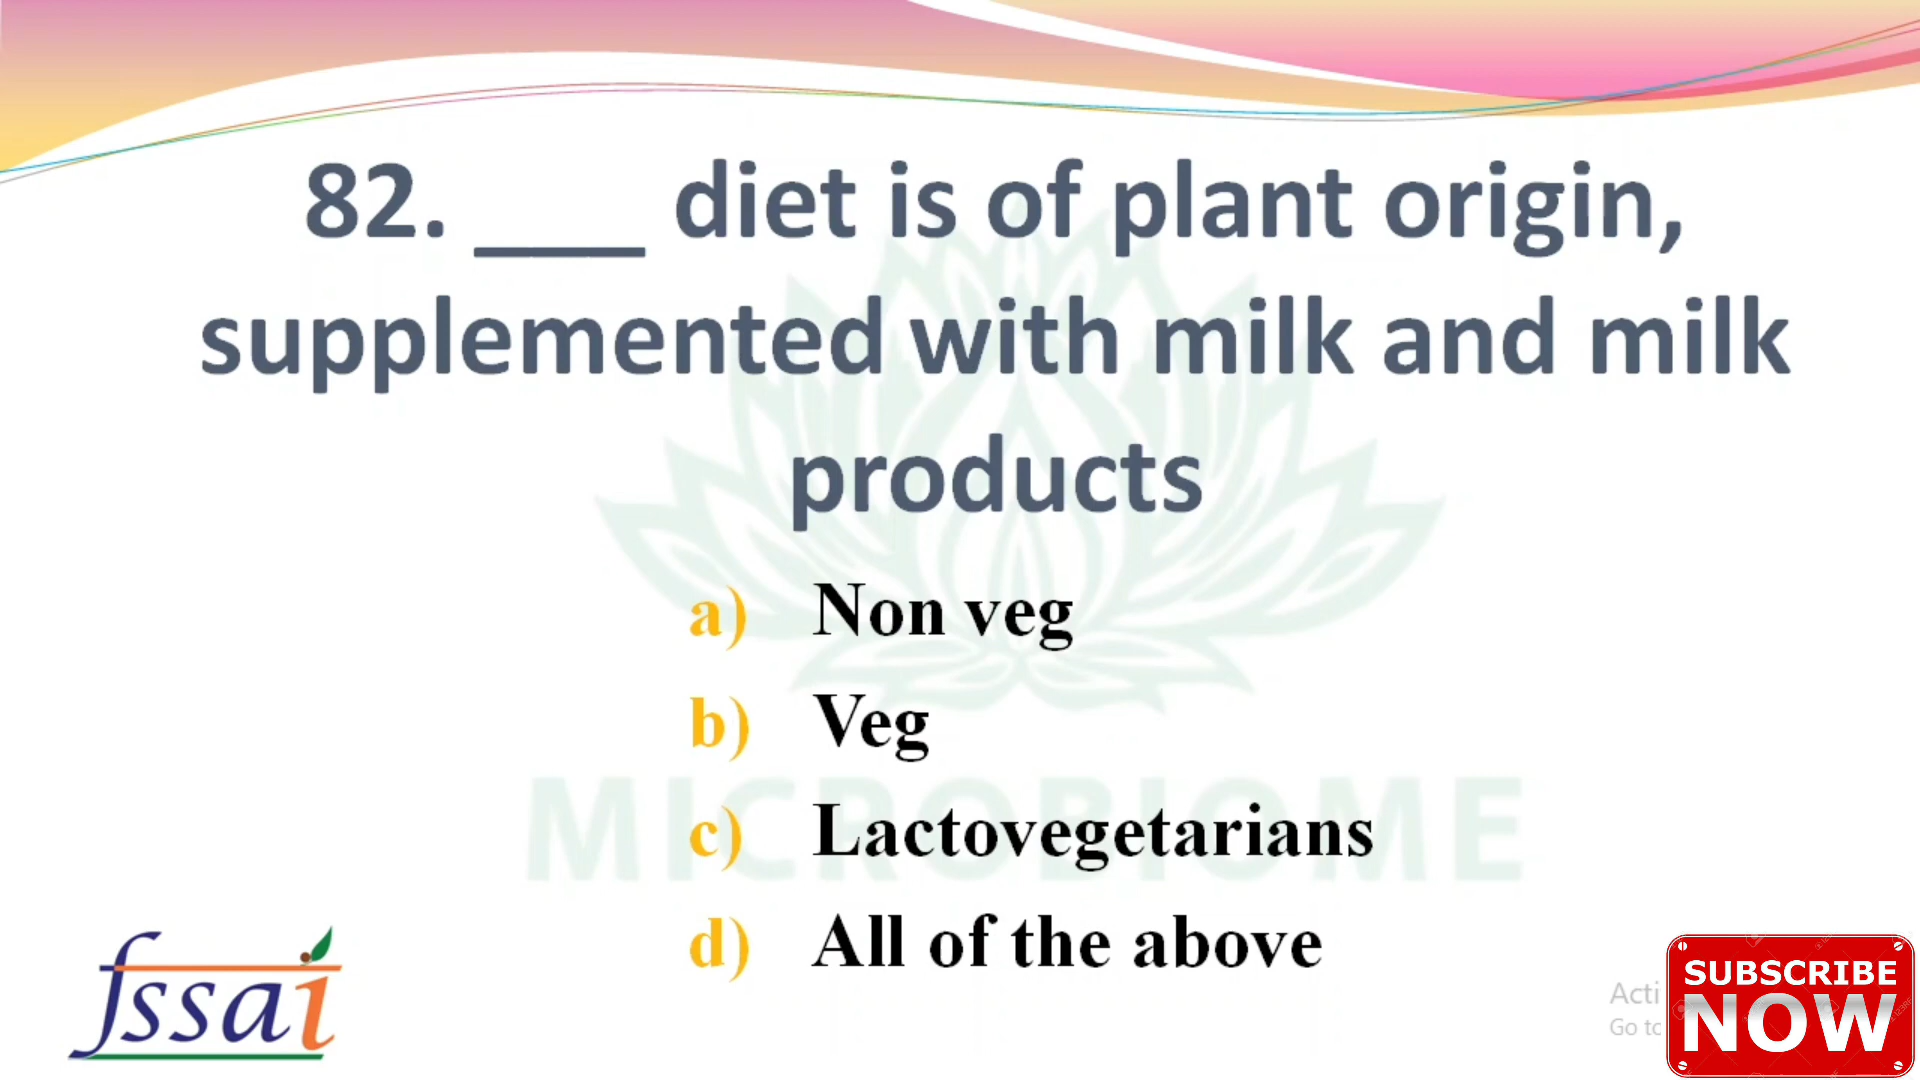 82. ___ diet is of plant origin,
supplemented with milk and milk
products
a) Non veg
b) Veg
c) Lactovegetarians
d) All of the above
MICROBIOME
fssai
Acti
Go to
SUBSCRIBE
NOW